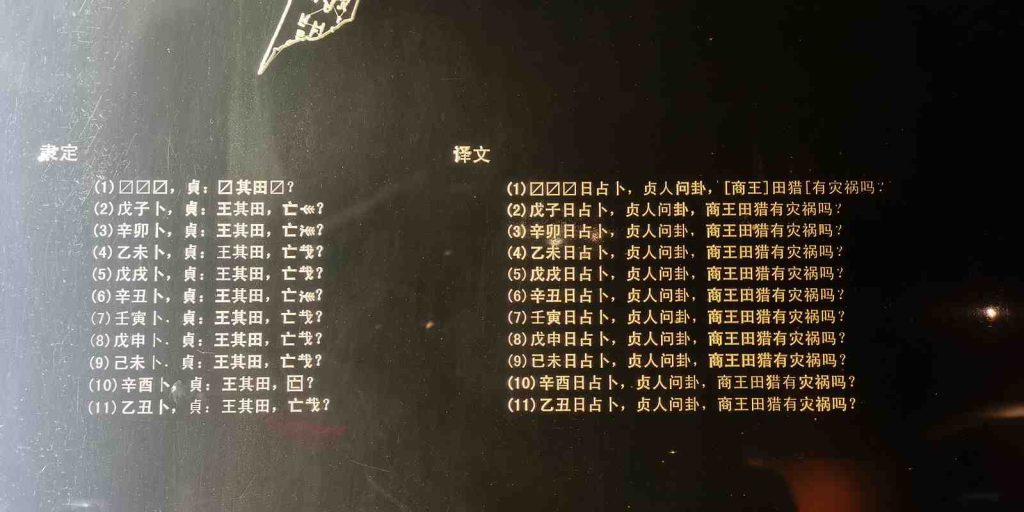 隶定
(1)☒☒☒，貞：☒其田☒？
(2)戊子卜，貞：王其田，亡？
(3)辛卯卜，貞：王其田，亡？
(4)乙未卜，貞：王其田，亡𢦏？
(5)戊戌卜，貞：王其田，亡𢦏？
(6)辛丑卜，貞：王其田，亡？
(7)壬寅卜．貞：王其田，亡𢦏？
(8)戊申卜．貞：王其田，亡𢦏？
(9)己未卜．貞：王其田，亡𢦏？
(10)辛酉卜，貞：王其田，？
(11)乙丑卜，貞：王其田，亡𢦏？
译文
(1)☒☒☒日占卜，贞人问卦，[商王]田猎[有灾祸吗？
(2)戊子日占卜，贞人问卦，商王田猎有灾祸吗？
(3)辛卯日占卜，贞人问卦，商王田猎有灾祸吗？
(4)乙未日占卜，贞人问卦，商王田猎有灾祸吗？
(5)戊戌日占卜，贞人问卦，商王田猎有灾祸吗？
(6)辛丑日占卜，贞人问卦，商王田猎有灾祸吗？
(7)壬寅日占卜，贞人问卦，商王田猎有灾祸吗？
(8)戊申日占卜，贞人问卦，商王田猎有灾祸吗？
(9)已未日占卜，贞人问卦，商王田猎有灾祸吗？
(10)辛酉日占卜，贞人问卦，商王田猎有灾祸吗？
(11)乙丑日占卜，贞人问卦，商王田猎有灾祸吗？